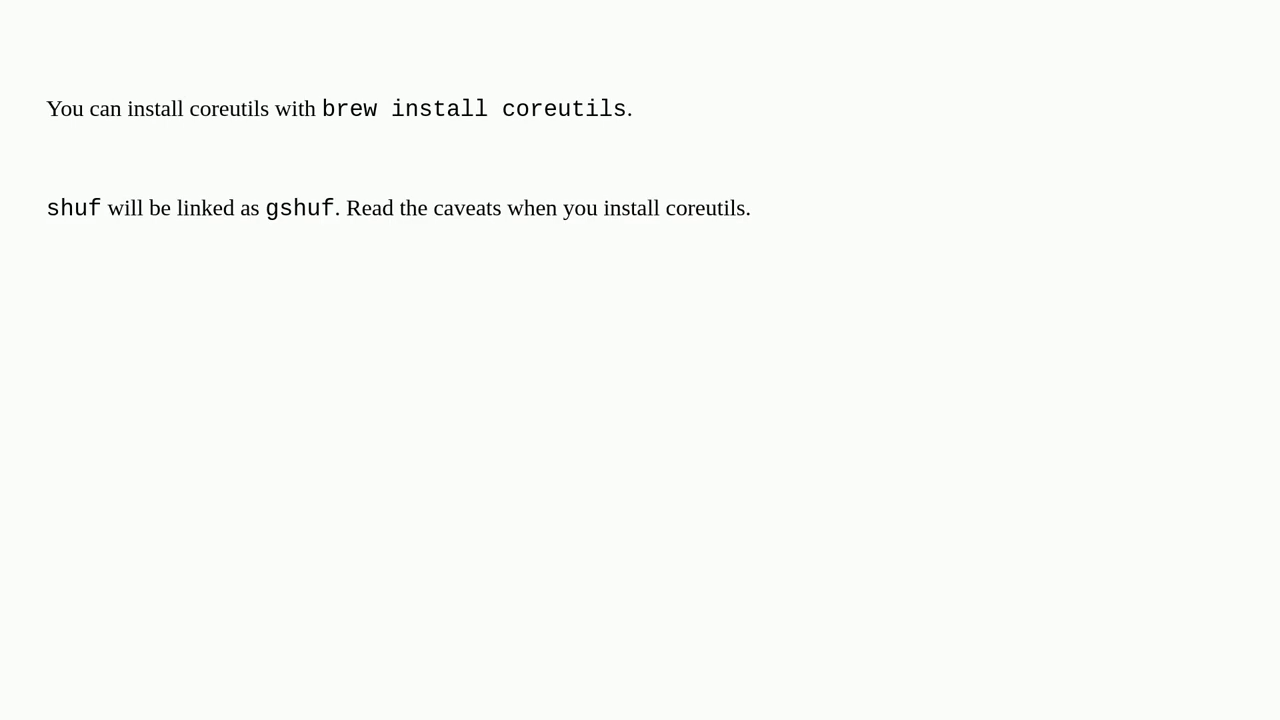 You can install coreutils with brew install coreutils.
shuf will be linked as gshuf. Read the caveats when you install coreutils.